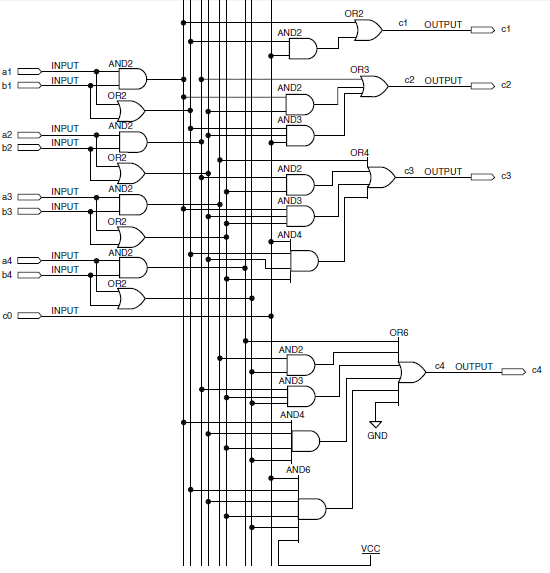 OR2
c1 OUTPUT c1
AND2
INPUT AND2
a1
INPUT
b1
OR2
OR3
AND2
c2 OUTPUT c2
AND3
INPUT AND2
a2
INPUT
b2
OR2
OR4
AND2
c3 OUTPUT c3
INPUT AND2
a3
INPUT
b3
AND3
OR2
AND4
INPUT AND2
a4
INPUT
b4
OR2
INPUT
c0
OR6
AND2
c4 OUTPUT c4
AND3
AND4
GND
AND6
VCC